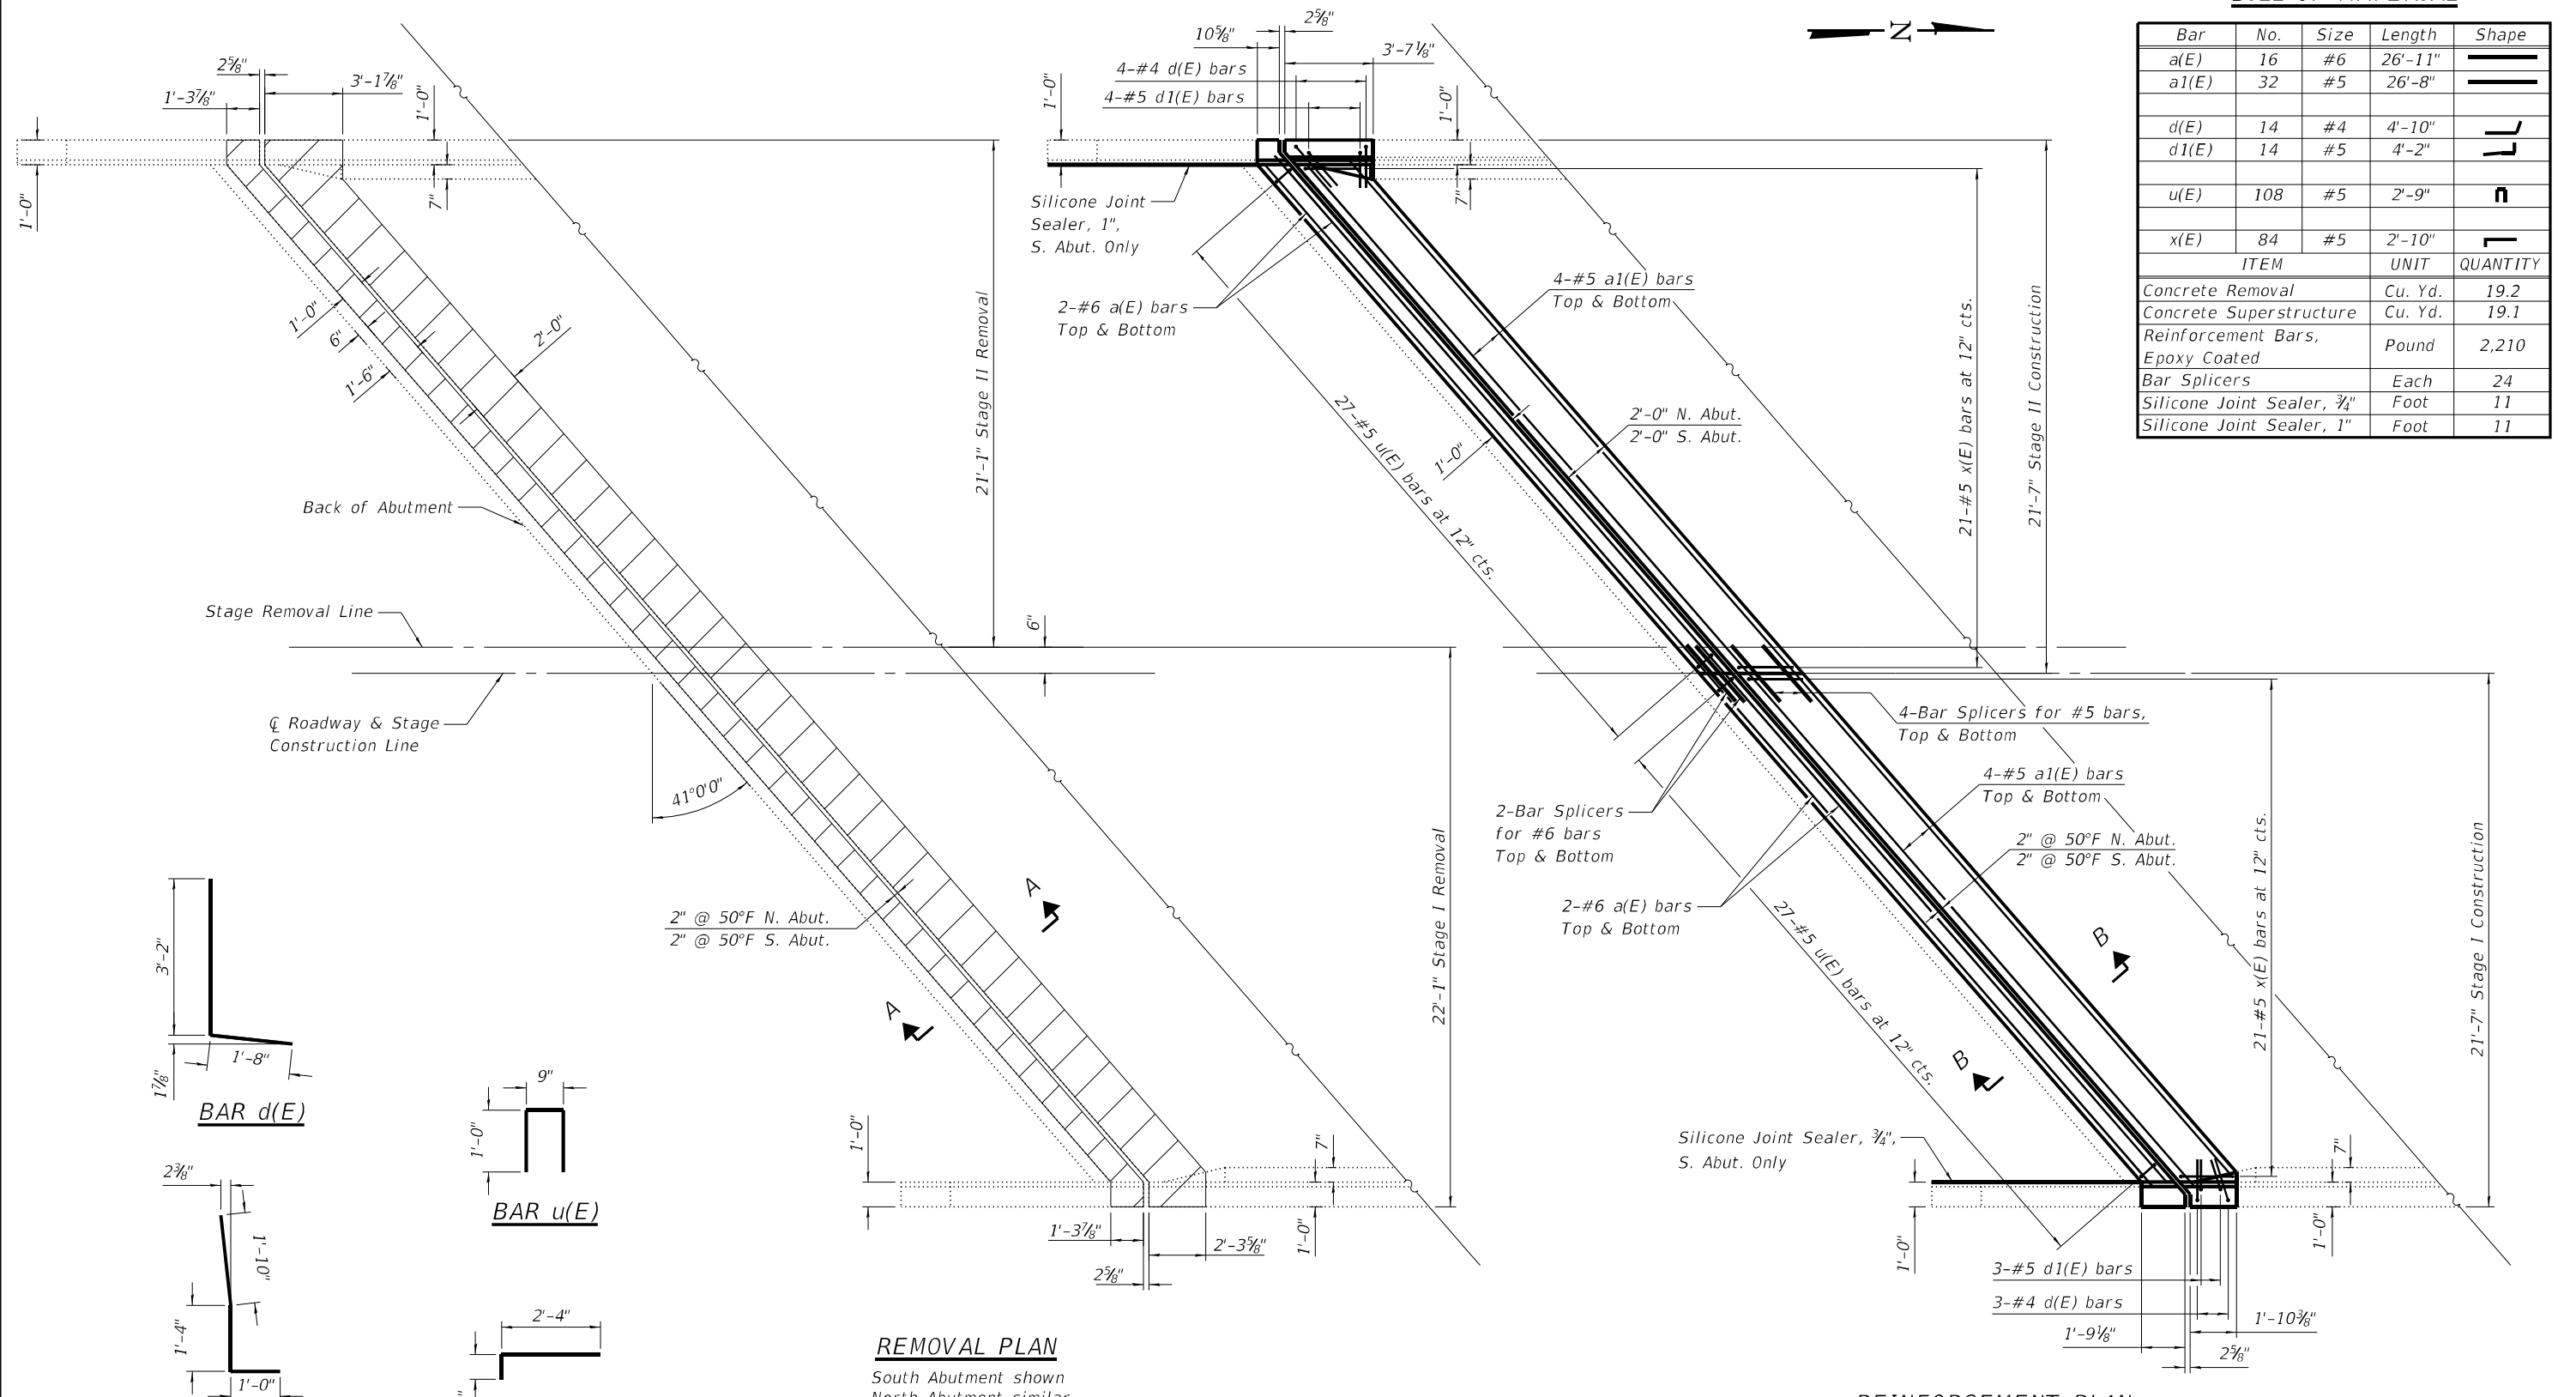 2⅝"
1'-3⅞"
3'-1⅞"
1'-0"
1'-0"
7"
1'-0"
6"
1'-6"
2'-0"
21'-1" Stage II Removal
Back of Abutment
Stage Removal Line
6"
℄ Roadway & Stage
Construction Line
41°0'0"
A
A
2" @ 50°F N. Abut.
2" @ 50°F S. Abut.
22'-1" Stage I Removal
1'-0"
7"
1'-0"
1'-3⅞"
2'-3⅝"
2⅝"
REMOVAL PLAN
South Abutment shown
North Abutment similar
3'-2"
1⅞"
1'-8"
BAR d(E)
9"
1'-0"
BAR u(E)
2⅜"
1'-10"
1'-4"
1'-0"
2'-4"
N
10⅝"
2⅝"
3'-7⅛"
4-#4 d(E) bars
4-#5 d1(E) bars
1'-0"
1'-0"
7"
Silicone Joint
Sealer, 1",
S. Abut. Only
2-#6 a(E) bars
Top & Bottom
4-#5 a1(E) bars
Top & Bottom
2'-0" N. Abut.
2'-0" S. Abut.
1'-0"
27-#5 u(E) bars at 12" cts.
21-#5 x(E) bars at 12" cts.
21'-7" Stage II Construction
4-Bar Splicers for #5 bars,
Top & Bottom
4-#5 a1(E) bars
Top & Bottom
2-Bar Splicers
for #6 bars
Top & Bottom
2" @ 50°F N. Abut.
2" @ 50°F S. Abut.
2-#6 a(E) bars
Top & Bottom
27-#5 u(E) bars at 12" cts.
21-#5 x(E) bars at 12" cts.
21'-7" Stage I Construction
B
B
Silicone Joint Sealer, ¾",
S. Abut. Only
1'-0"
7"
1'-0"
3-#5 d1(E) bars
3-#4 d(E) bars
1'-9⅛"
1'-10⅜"
2⅝"
REINFORCEMENT PLAN
BILL OF MATERIAL
Bar No. Size Length Shape
a(E) 16 #6 26'-11"
a1(E) 32 #5 26'-8"
d(E) 14 #4 4'-10"
d1(E) 14 #5 4'-2"
u(E) 108 #5 2'-9"
x(E) 84 #5 2'-10"
ITEM UNIT QUANTITY
Concrete Removal Cu. Yd. 19.2
Concrete Superstructure Cu. Yd. 19.1
Reinforcement Bars,
Epoxy Coated Pound 2,210
Bar Splicers Each 24
Silicone Joint Sealer, ¾" Foot 11
Silicone Joint Sealer, 1" Foot 11